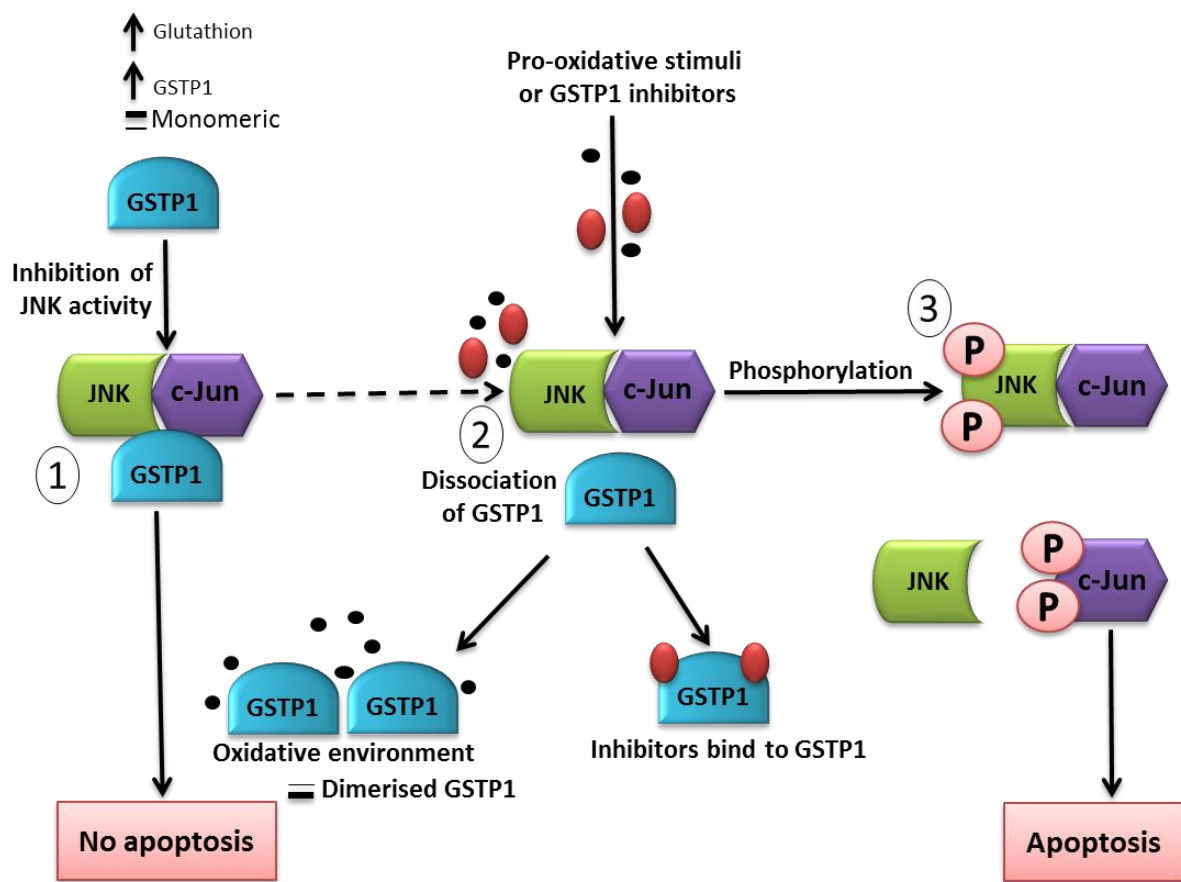 Glutathion
GSTP1
Monomeric
GSTP1
Inhibition of
JNK activity
JNK
c-Jun
GSTP1
1
No apoptosis
Pro-oxidative stimuli
or GSTP1 inhibitors
JNK
c-Jun
2
Dissociation
of GSTP1
GSTP1
GSTP1
GSTP1
Oxidative environment
Dimerised GSTP1
GSTP1
Inhibitors bind to GSTP1
Phosphorylation
3
P
P
JNK
c-Jun
JNK
P
P
c-Jun
Apoptosis